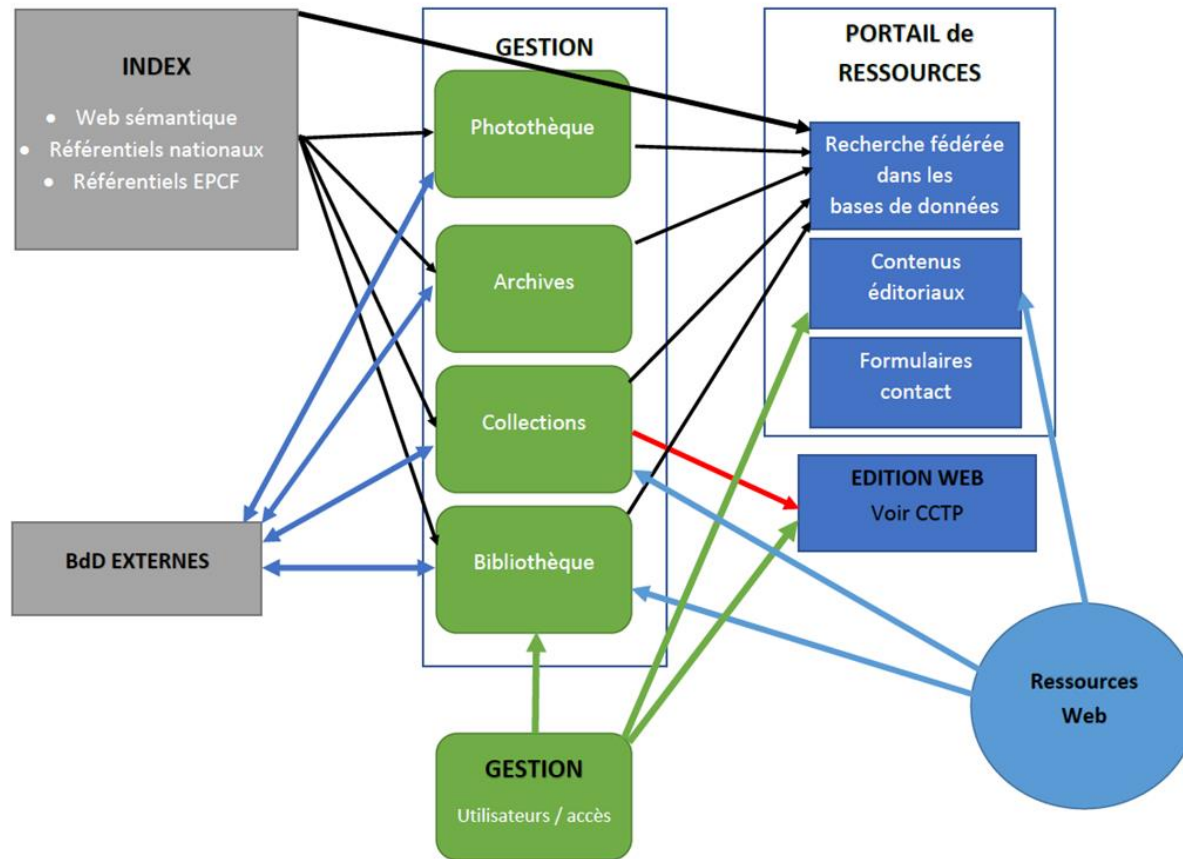 INDEX
• Web sémantique
• Référentiels nationaux
• Référentiels EPCF
BdD EXTERNES
GESTION
Photothèque
Archives
Collections
Bibliothèque
GESTION
Utilisateurs / accès
PORTAIL de
RESSOURCES
Recherche fédérée
dans les
bases de données
Contenus
éditoriaux
Formulaires
contact
EDITION WEB
Voir CCTP
Ressources
Web